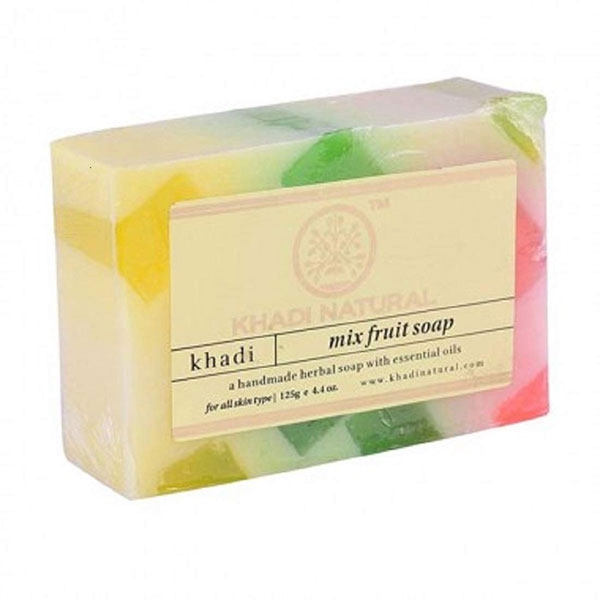 TM
KHADI NATURAL
khadi
mix fruit soap
a handmade herbal soap with essential oils
for all skin type | 125g e 4.4 oz.
www.khadinatural.com